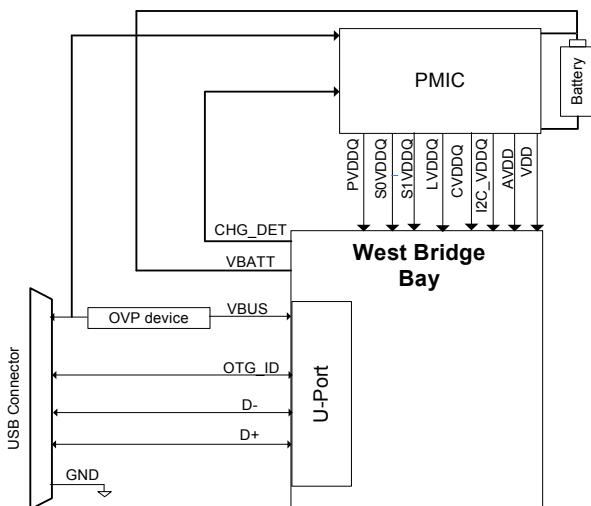 PMIC
Battery
PVDDQ
S0VDDQ
S1VDDQ
LVDDQ
CVDDQ
I2C_VDDQ
AVDD
VDD
CHG_DET
VBATT
West Bridge
Bay
USB Connector
OVP device
VBUS
OTG_ID
D-
D+
GND
U-Port